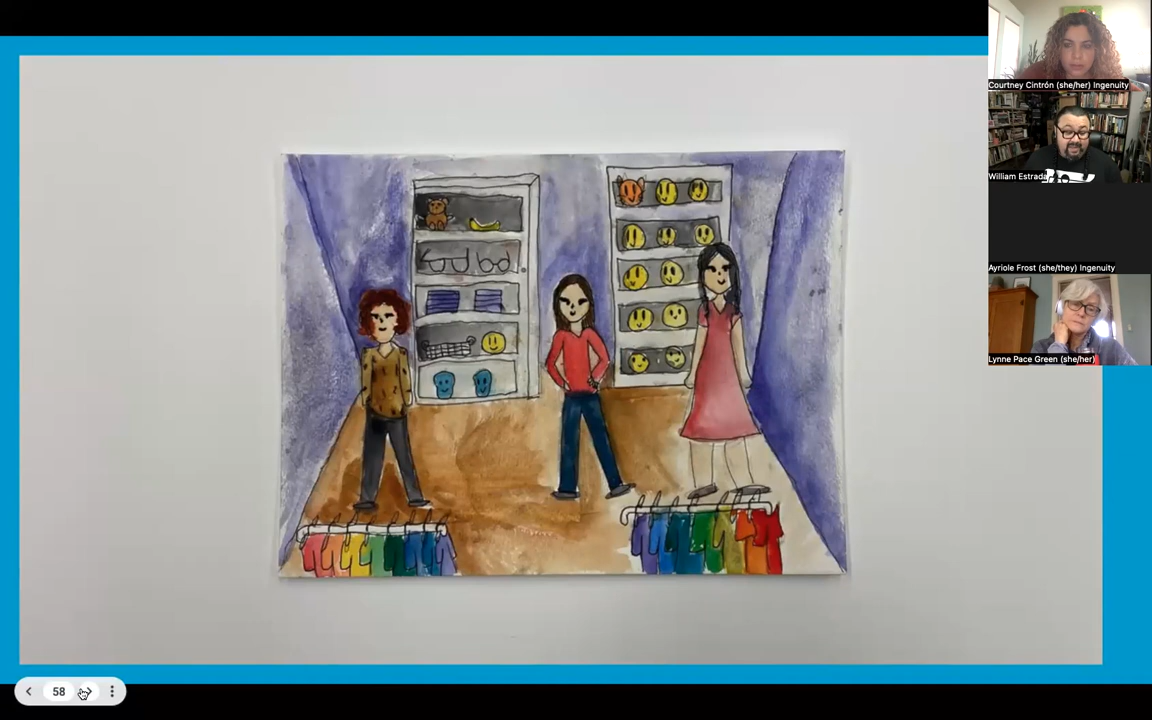 Courtney Cintrón (she/her) Ingenuity
William Estrada
Ayriole Frost (she/they) Ingenuity
Lynne Pace Green (she/her)
58